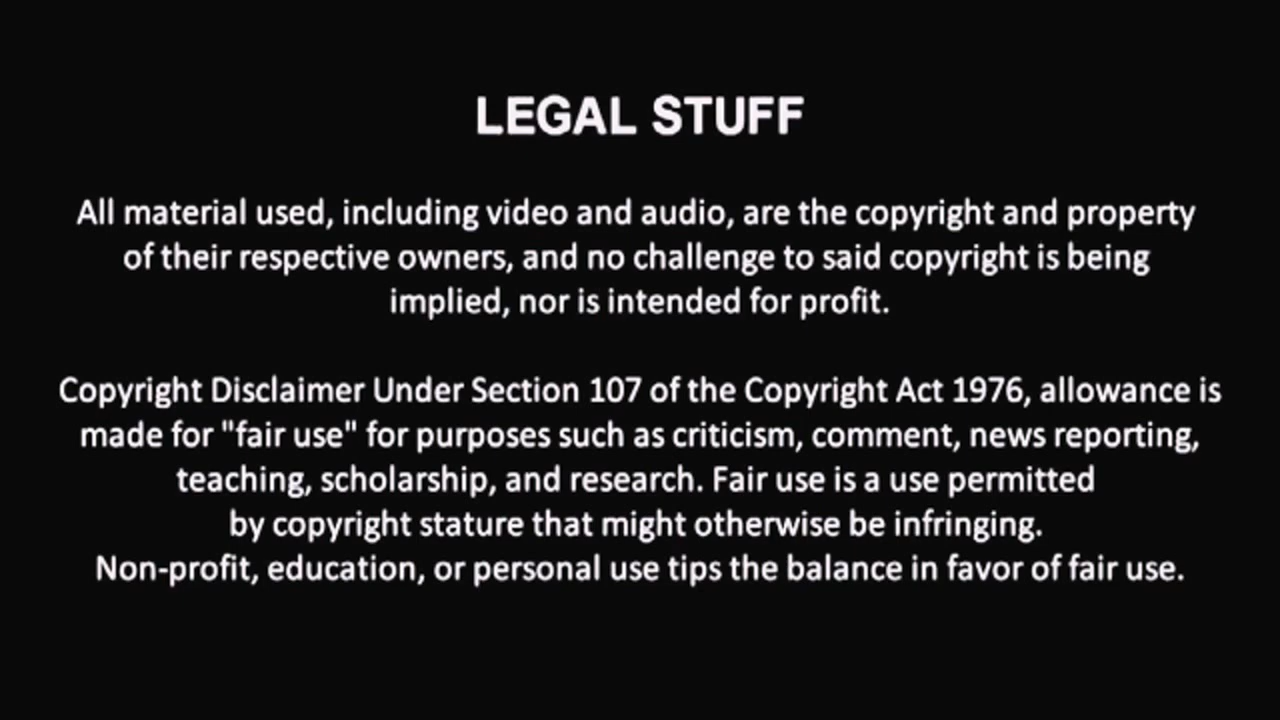 LEGAL STUFF
All material used, including video and audio, are the copyright and property
of their respective owners, and no challenge to said copyright is being
implied, nor is intended for profit.
Copyright Disclaimer Under Section 107 of the Copyright Act 1976, allowance is
made for "fair use" for purposes such as criticism, comment, news reporting,
teaching, scholarship, and research. Fair use is a use permitted
by copyright stature that might otherwise be infringing.
Non-profit, education, or personal use tips the balance in favor of fair use.